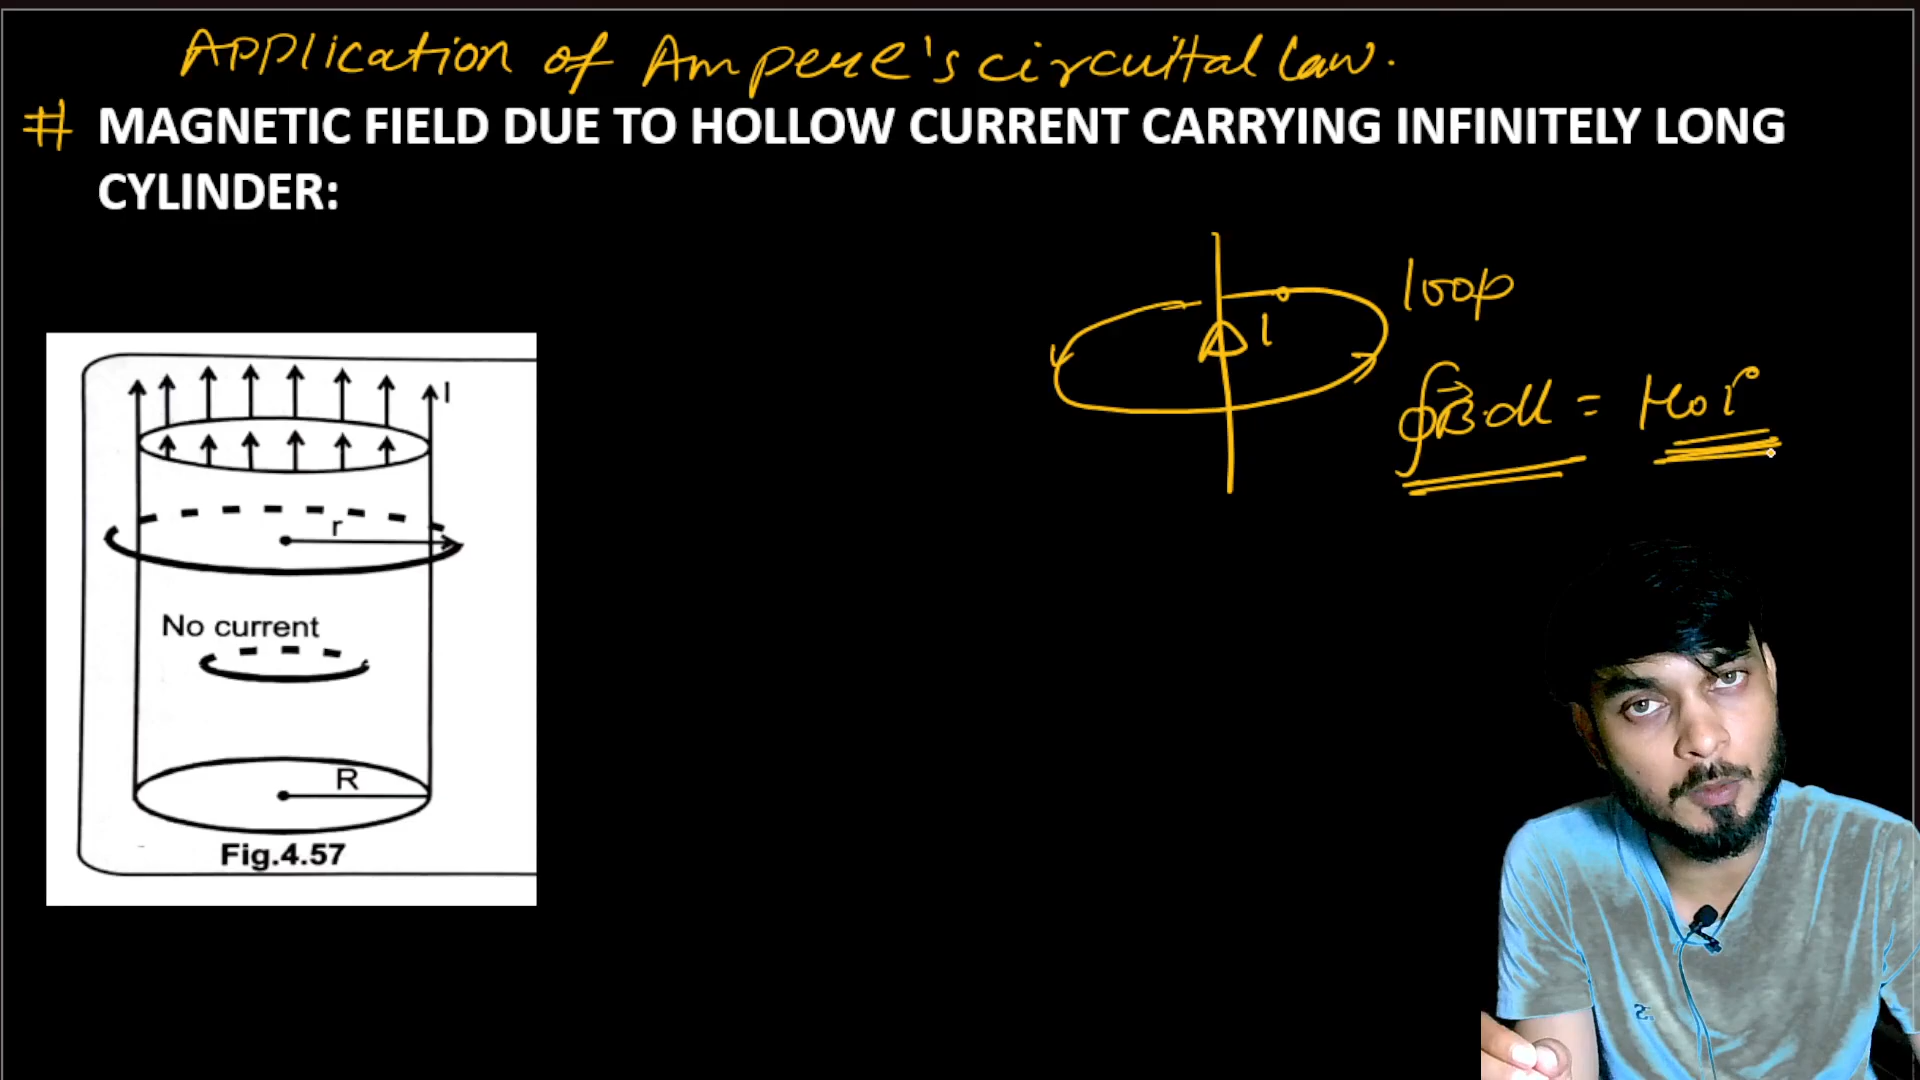 Application of Ampere's circuital law.
# MAGNETIC FIELD DUE TO HOLLOW CURRENT CARRYING INFINITELY LONG
CYLINDER:
loop
I
∮B⃗.dl = μ₀I
I
r
No current
R
Fig.4.57